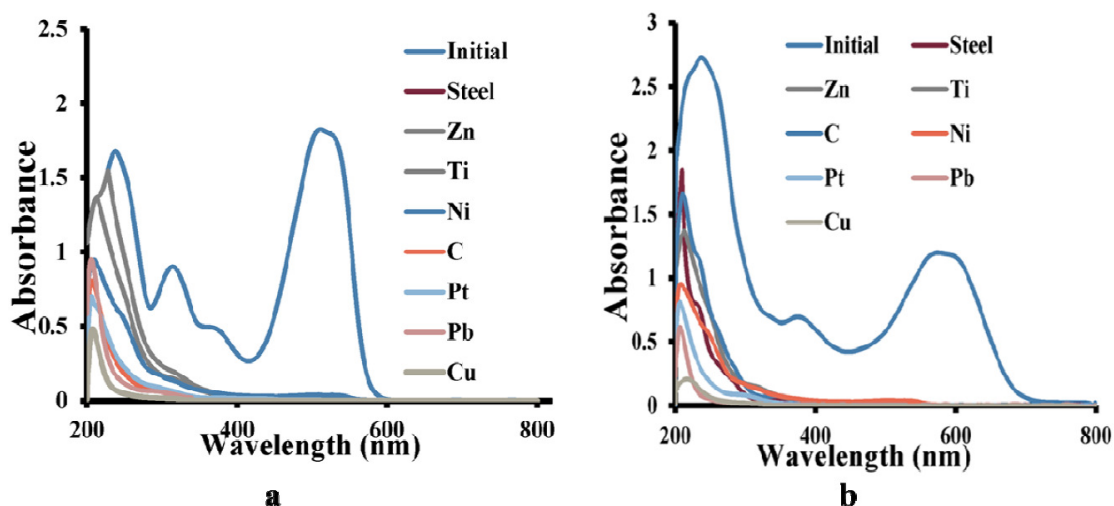 2.5
2
1.5
1
0.5
0
Absorbance
200
400
600
800
Wavelength (nm)
Initial
Steel
Zn
Ti
Ni
C
Pt
Pb
Cu
a
3
2.5
2
1.5
1
0.5
0
Absorbance
200
400
600
800
Wavelength (nm)
Initial Steel
Zn Ti
C Ni
Pt Pb
Cu
b